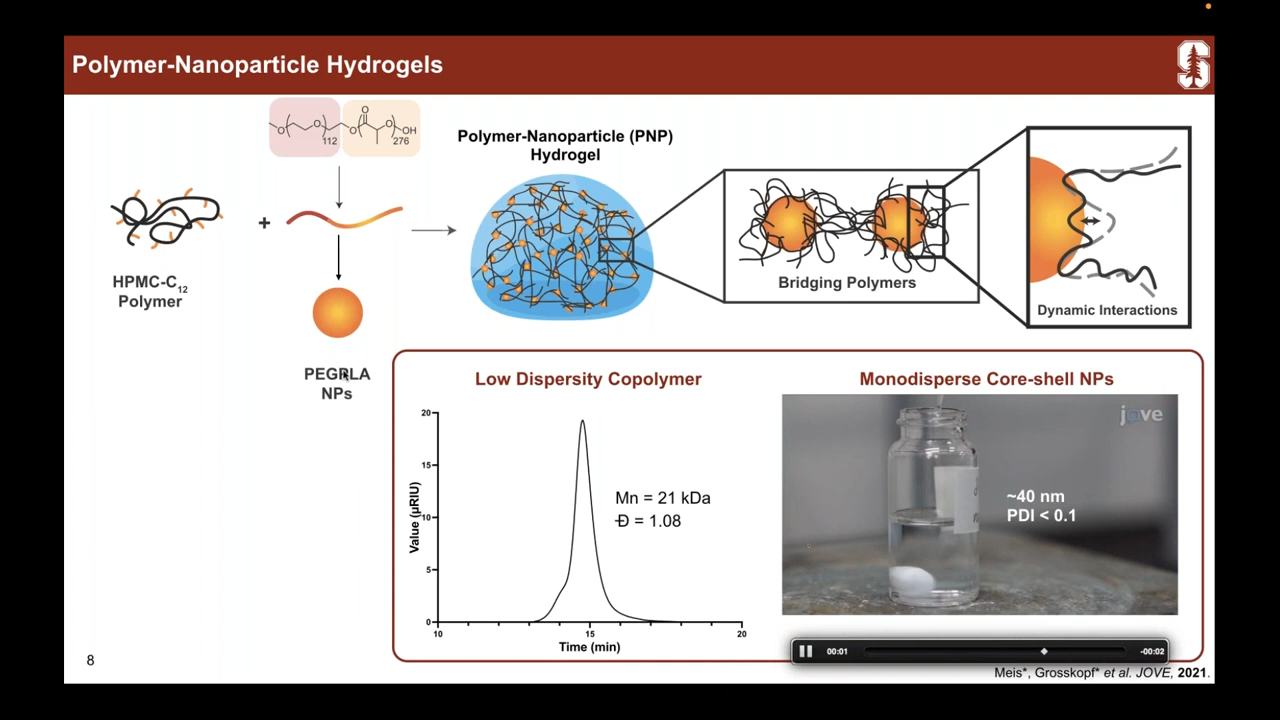 Polymer-Nanoparticle Hydrogels
O
O
112
O
O
O
OH
276
HPMC-C12
Polymer
+
PEGPLA
NPs
Polymer-Nanoparticle (PNP)
Hydrogel
Bridging Polymers
Dynamic Interactions
Low Dispersity Copolymer
Value (µRIU)
20
15
10
5
0
10
15
20
Time (min)
Mn = 21 kDa
Đ = 1.08
Monodisperse Core-shell NPs
jove
~40 nm
PDI < 0.1
00:01
-00:02
8
Meis*, Grosskopf* et al. JOVE, 2021.